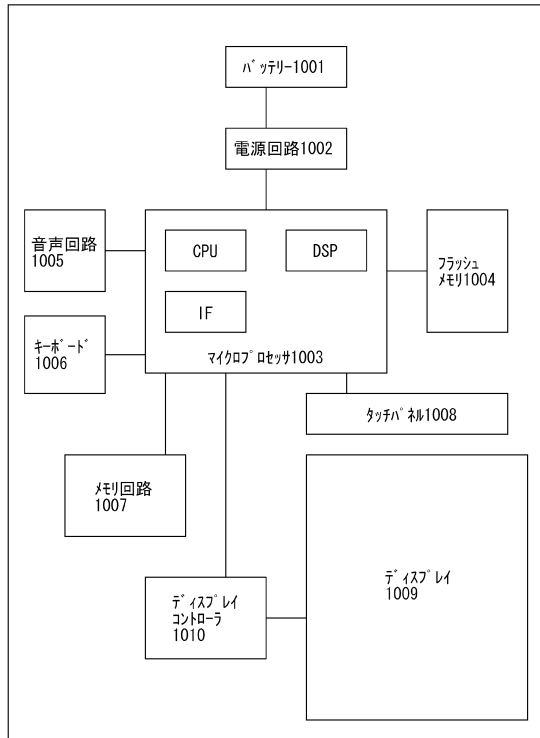 ﾊﾞｯﾃﾘｰ1001
電源回路1002
音声回路
1005
CPU
DSP
ﾌﾗｯｼｭ
ﾒﾓﾘ1004
IF
ｷｰﾎﾞｰﾄﾞ
1006
ﾏｲｸﾛﾌﾟﾛｾｯｻ1003
ﾀｯﾁﾊﾟﾈﾙ1008
ﾒﾓﾘ回路
1007
ﾃﾞｨｽﾌﾟﾚｲ
1009
ﾃﾞｨｽﾌﾟﾚｲ
ｺﾝﾄﾛｰﾗ
1010